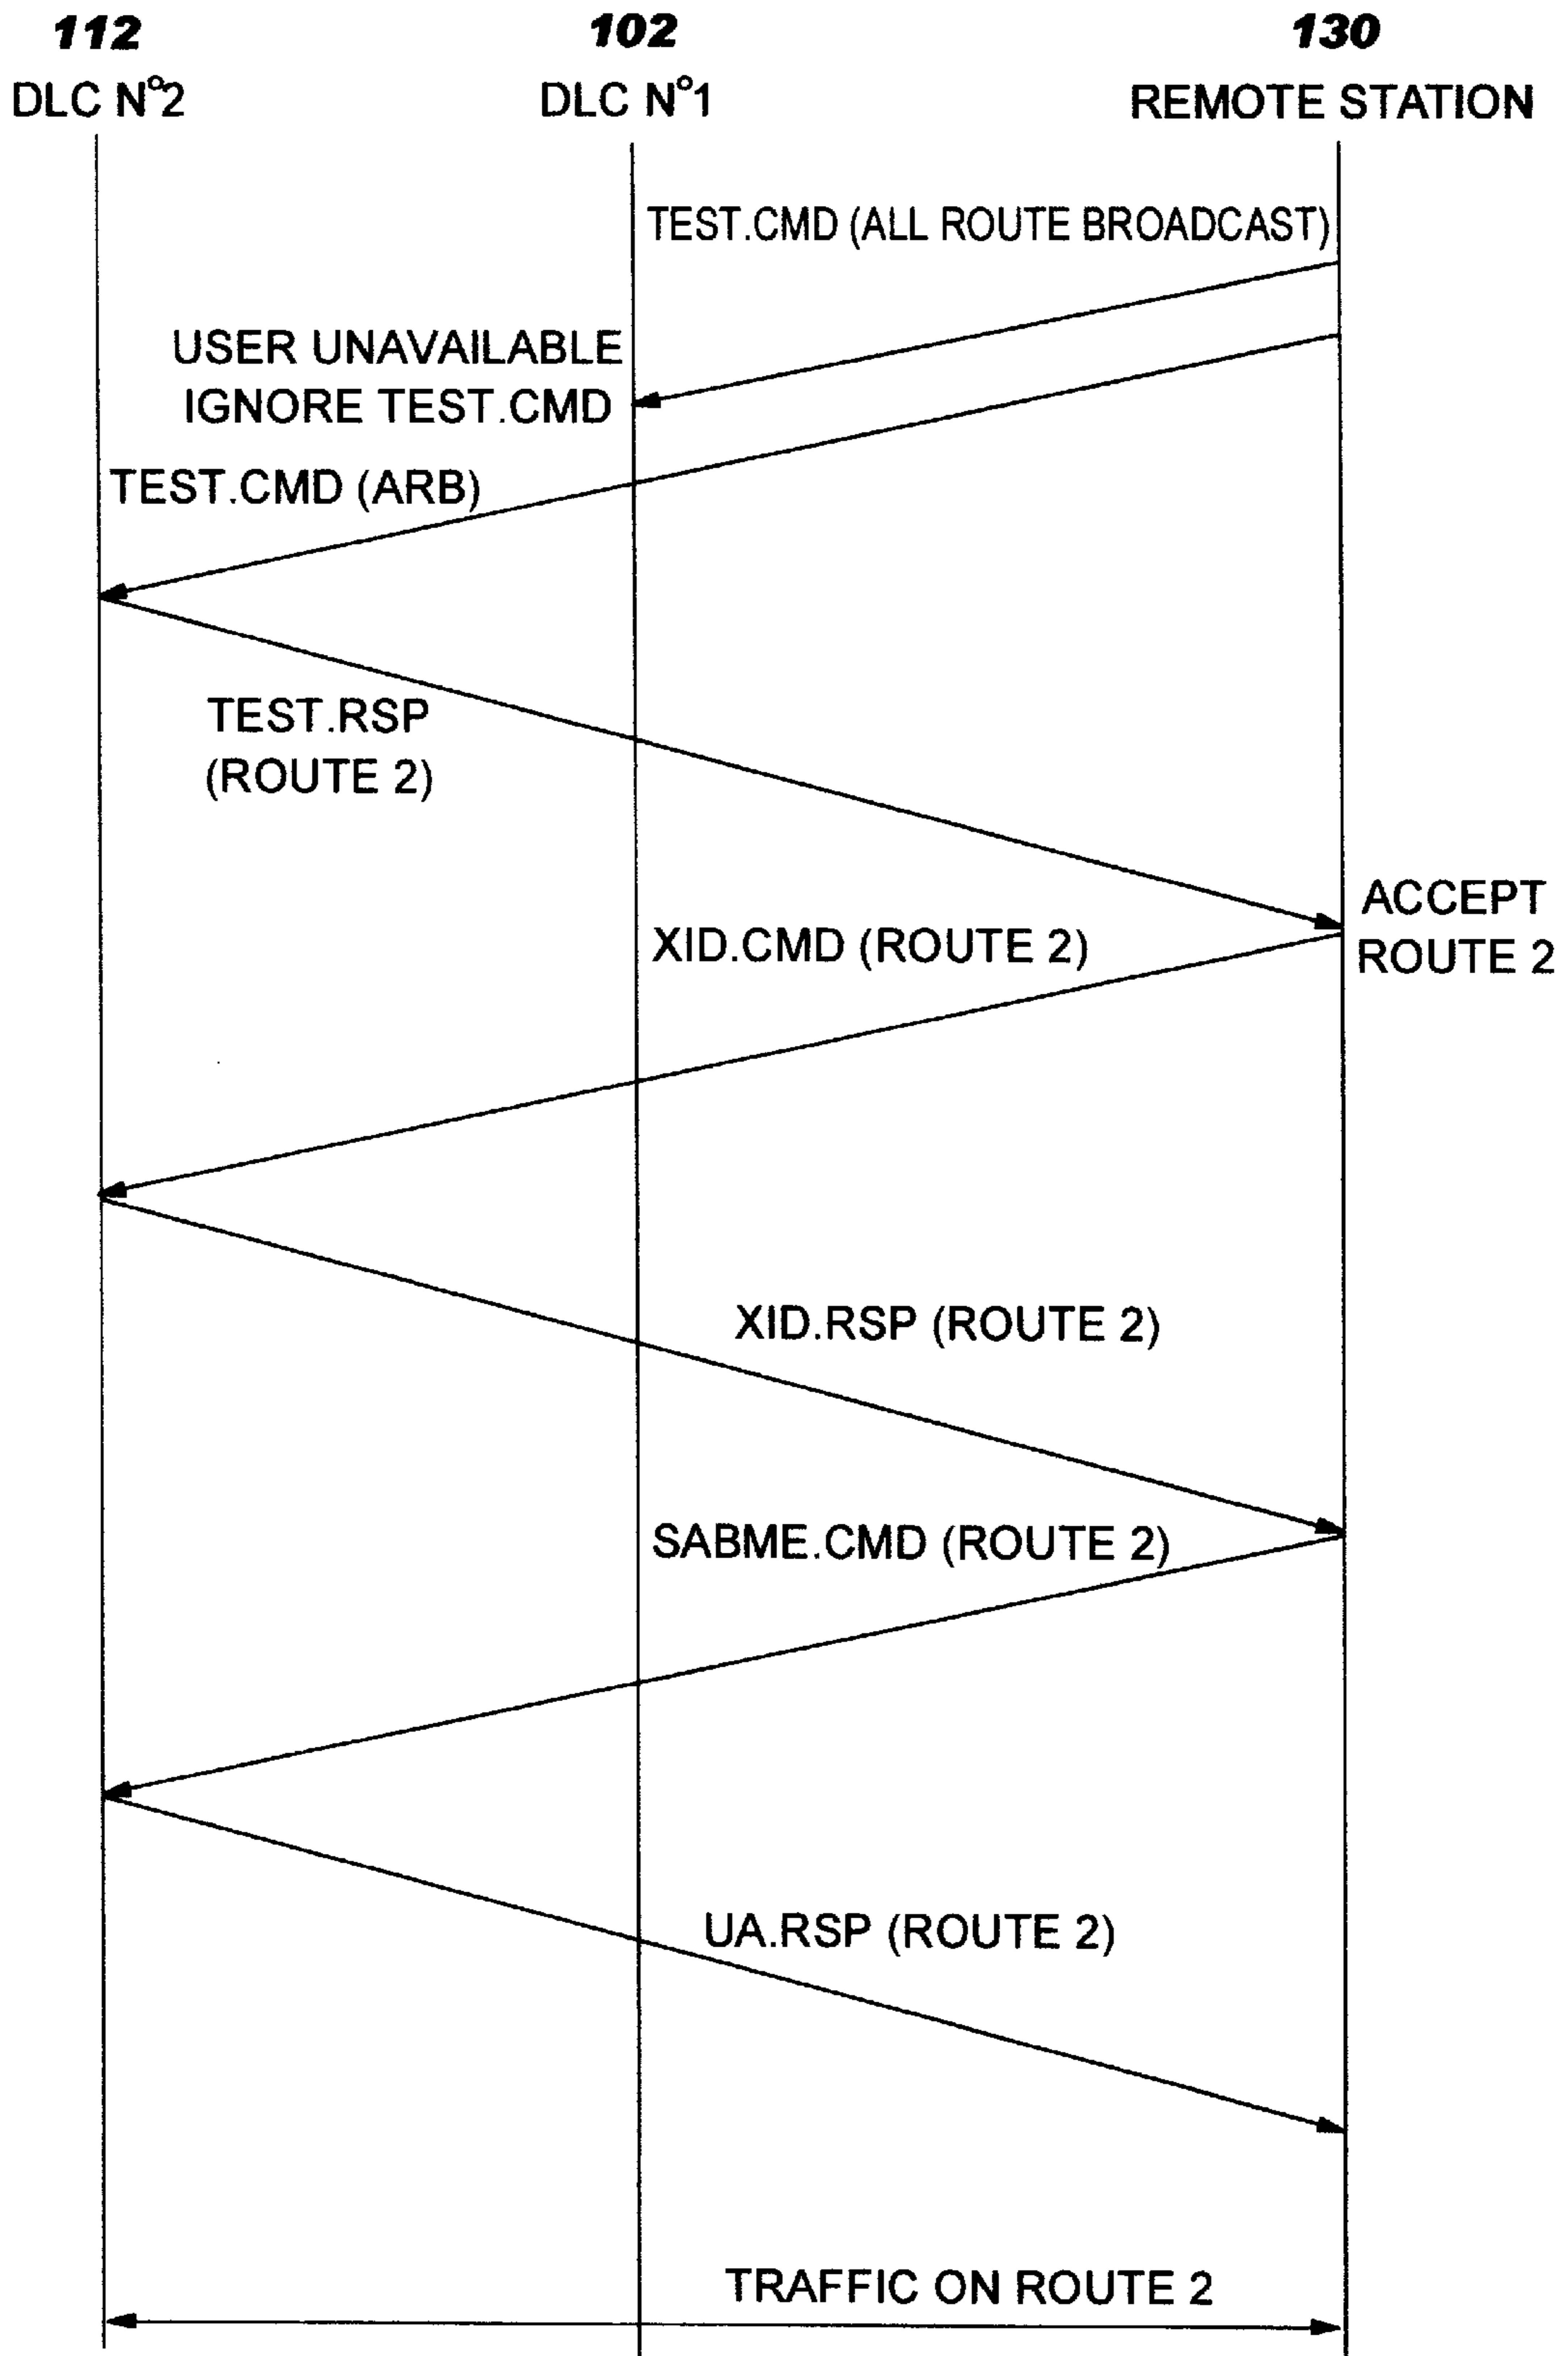 112
102
130
DLC N°2
DLC N°1
REMOTE STATION
TEST.CMD (ALL ROUTE BROADCAST)
USER UNAVAILABLE
IGNORE TEST.CMD
TEST.CMD (ARB)
TEST.RSP
(ROUTE 2)
ACCEPT
ROUTE 2
XID.CMD (ROUTE 2)
XID.RSP (ROUTE 2)
SABME.CMD (ROUTE 2)
UA.RSP (ROUTE 2)
TRAFFIC ON ROUTE 2